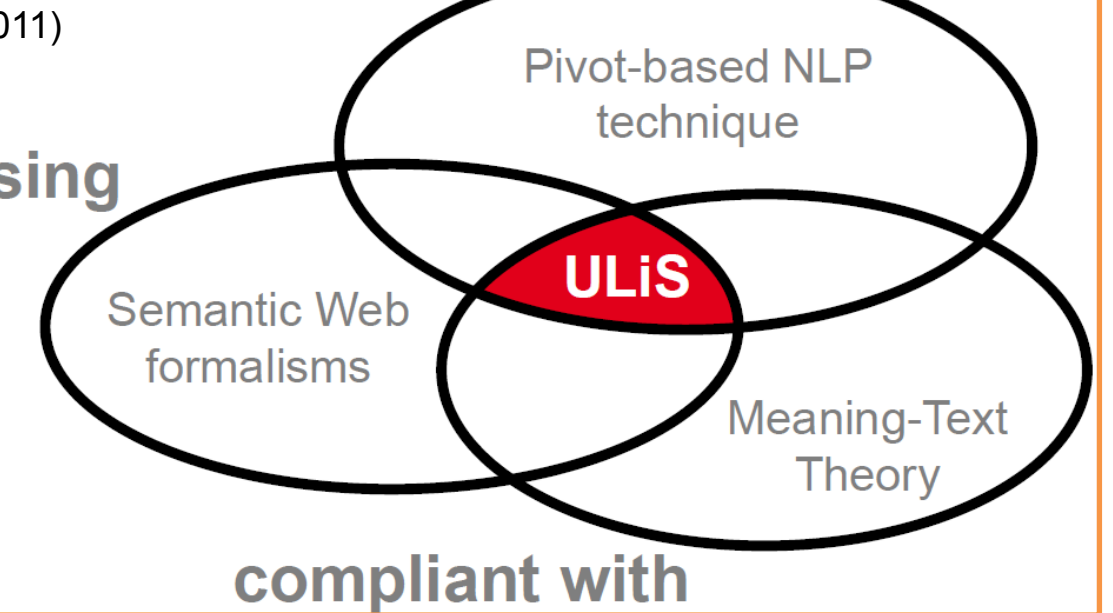 011)
Pivot-based NLP
technique
sing
ULiS
Semantic Web
formalisms
Meaning-Text
Theory
compliant with